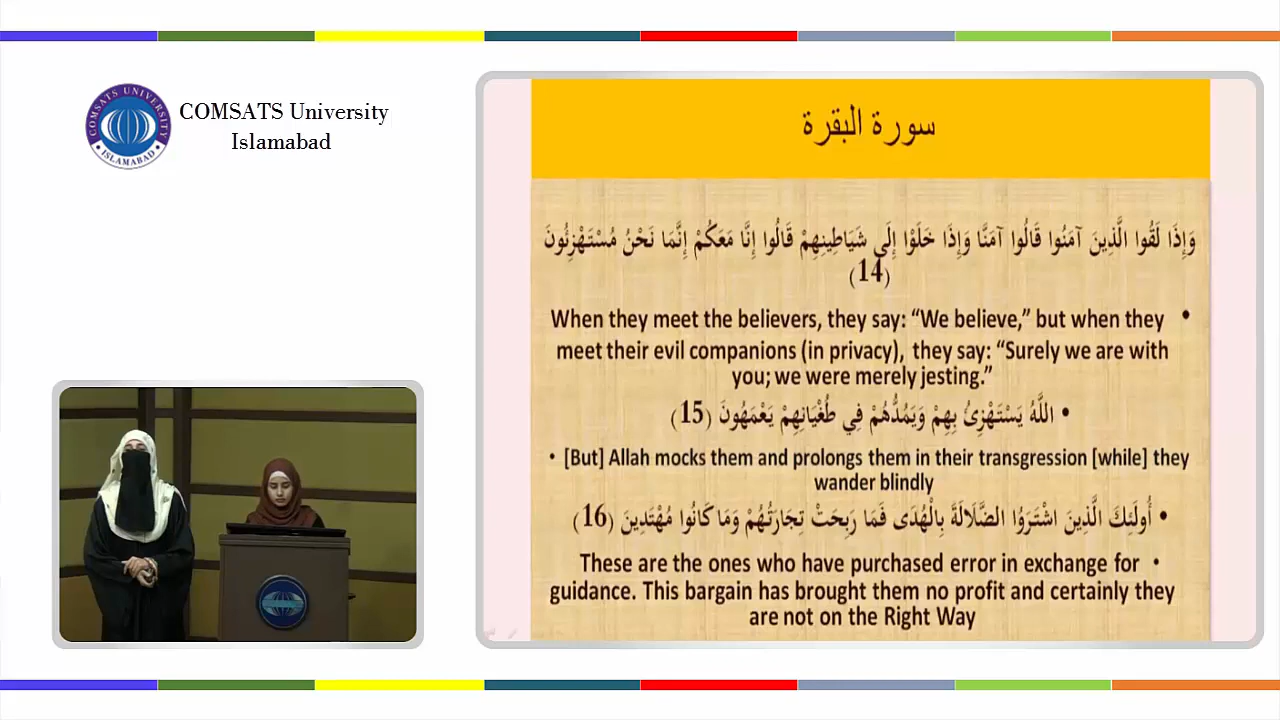 COMSATS UNIVERSITY
• ISLAMABAD •
COMSATS University
Islamabad
سورة البقرة
وَإِذَا لَقُوا الَّذِينَ آمَنُوا قَالُوا آمَنَّا وَإِذَا خَلَوْا إِلَى شَيَاطِينِهِمْ قَالُوا إِنَّا مَعَكُمْ إِنَّمَا نَحْنُ مُسْتَهْزِئُونَ
(14)
When they meet the believers, they say: “We believe,” but when they •
meet their evil companions (in privacy), they say: “Surely we are with
you; we were merely jesting.”
• اللَّهُ يَسْتَهْزِئُ بِهِمْ وَيَمُدُّهُمْ فِي طُغْيَانِهِمْ يَعْمَهُونَ (15)
• [But] Allah mocks them and prolongs them in their transgression [while] they
wander blindly
• أُولَئِكَ الَّذِينَ اشْتَرَوُا الضَّلَالَةَ بِالْهُدَى فَمَا رَبِحَتْ تِجَارَتُهُمْ وَمَا كَانُوا مُهْتَدِينَ (16)
These are the ones who have purchased error in exchange for •
guidance. This bargain has brought them no profit and certainly they
are not on the Right Way